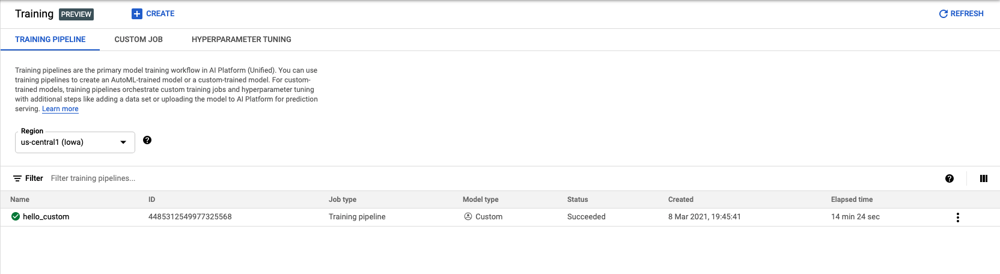 Training PREVIEW CREATE REFRESH
TRAINING PIPELINE CUSTOM JOB HYPERPARAMETER TUNING
Training pipelines are the primary model training workflow in AI Platform (Unified). You can use
training pipelines to create an AutoML-trained model or a custom-trained model. For custom-
trained models, training pipelines orchestrate custom training jobs and hyperparameter tuning
with additional steps like adding a data set or uploading the model to AI Platform for prediction
serving. Learn more
Region
us-central1 (Iowa)
Filter Filter training pipelines...
Name ID Job type Model type Status Created Elapsed time
hello_custom 4485312549977325568 Training pipeline Custom Succeeded 8 Mar 2021, 19:45:41 14 min 24 sec